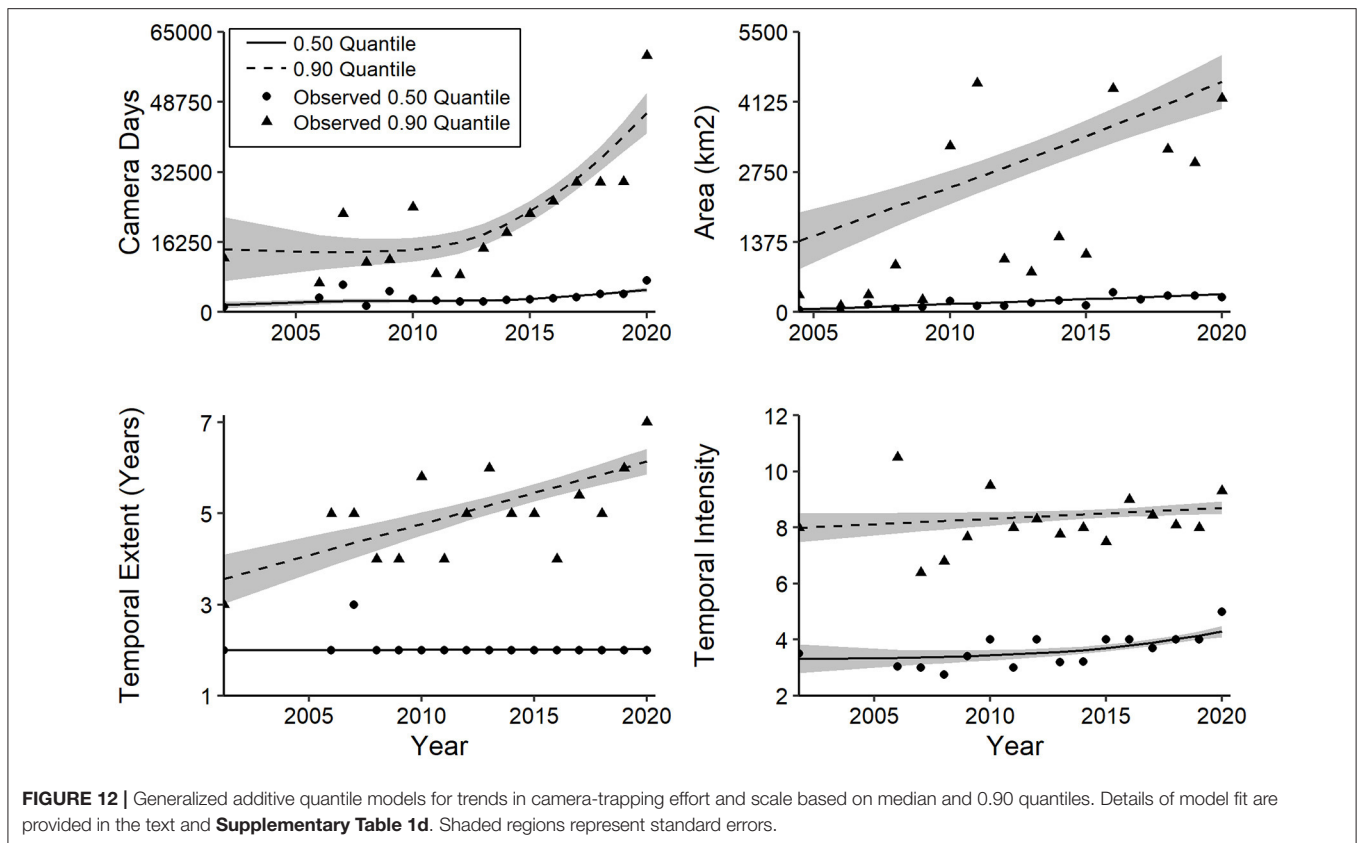 65000
48750
32500
16250
0
Camera Days
0.50 Quantile
0.90 Quantile
Observed 0.50 Quantile
Observed 0.90 Quantile
2005 2010 2015 2020
5500
4125
2750
1375
0
Area (km2)
2005 2010 2015 2020
7
5
3
1
Temporal Extent (Years)
2005 2010 2015 2020
Year
12
10
8
6
4
2
Temporal Intensity
2005 2010 2015 2020
Year
FIGURE 12 | Generalized additive quantile models for trends in camera-trapping effort and scale based on median and 0.90 quantiles. Details of model fit are
provided in the text and Supplementary Table 1d. Shaded regions represent standard errors.